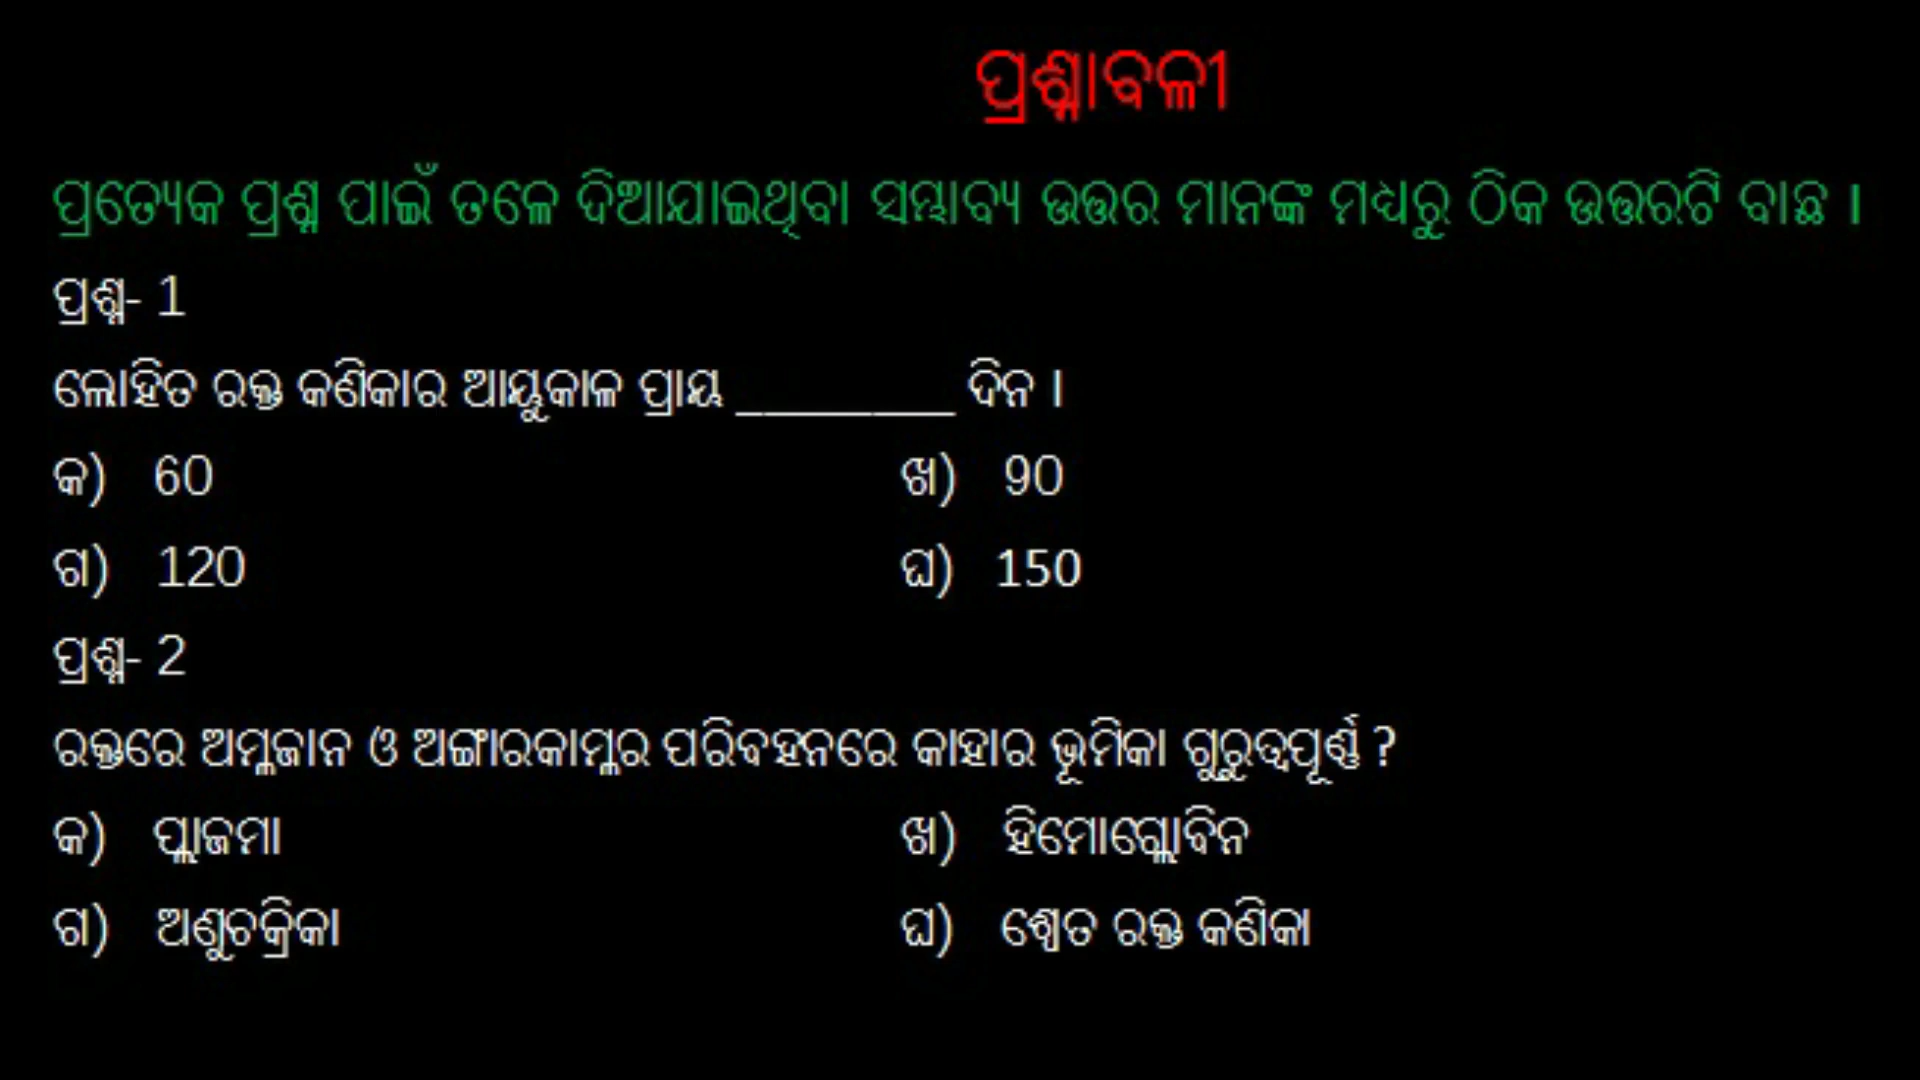 ପ୍ରଶ୍ନାବଳୀ
ପ୍ରତ୍ୟେକ ପ୍ରଶ୍ନ ପାଇଁ ତଳେ ଦିଆଯାଇଥିବା ସମ୍ଭାବ୍ୟ ଉତ୍ତର ମାନଙ୍କ ମଧ୍ୟରୁ ଠିକ ଉତ୍ତରଟି ବାଛ ।
ପ୍ରଶ୍ନ- 1
ଲୋହିତ ରକ୍ତ କଣିକାର ଆୟୁକାଳ ପ୍ରାୟ ________ ଦିନ ।
କ) 60 ଖ) 90
ଗ) 120 ଘ) 150
ପ୍ରଶ୍ନ- 2
ରକ୍ତରେ ଅମ୍ଳଜାନ ଓ ଅଙ୍ଗାରକାମ୍ଳର ପରିବହନରେ କାହାର ଭୂମିକା ଗୁରୁତ୍ୱପୂର୍ଣ୍ଣ ?
କ) ପ୍ଲାଜମା ଖ) ହିମୋଗ୍ଲୋବିନ
ଗ) ଅଣୁଚକ୍ରିକା ଘ) ଶ୍ୱେତ ରକ୍ତ କଣିକା